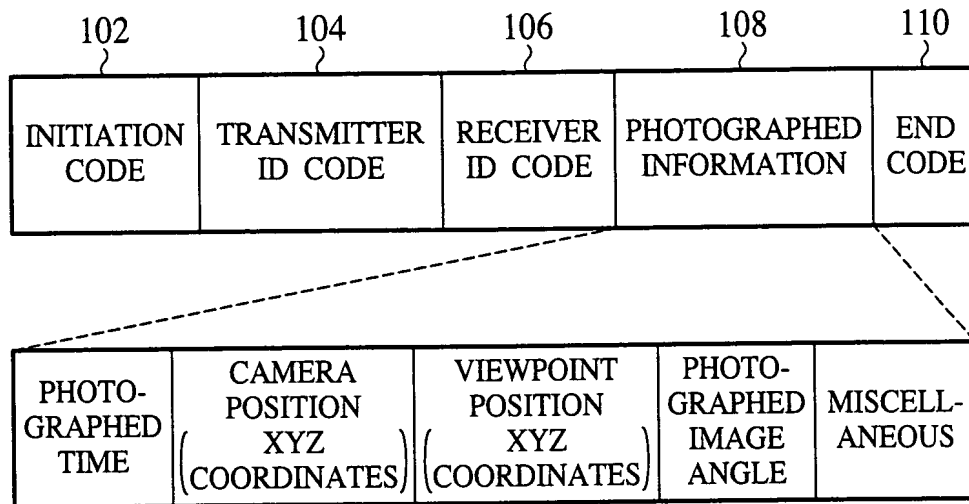 102 104 106 108 110
INITIATION CODE
TRANSMITTER ID CODE
RECEIVER ID CODE
PHOTOGRAPHED INFORMATION
END CODE
PHOTO-
GRAPHED
TIME
CAMERA
POSITION
(XYZ
COORDINATES)
VIEWPOINT
POSITION
(XYZ
COORDINATES)
PHOTO-
GRAPHED
IMAGE
ANGLE
MISCELL-
ANEOUS